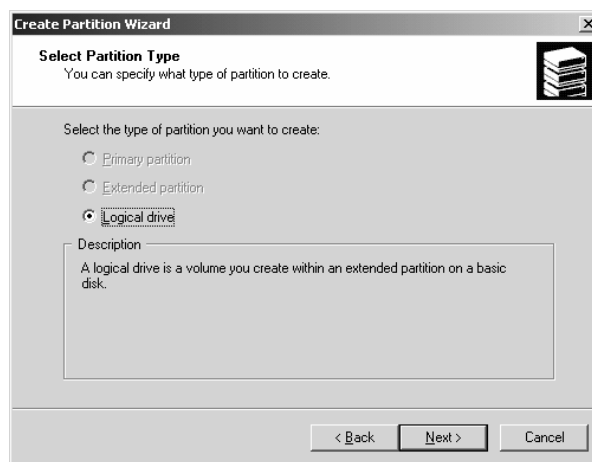 Create Partition Wizard
Select Partition Type
You can specify what type of partition to create.
Select the type of partition you want to create:
Primary partition
Extended partition
Logical drive
Description
A logical drive is a volume you create within an extended partition on a basic
disk.
< Back
Next >
Cancel